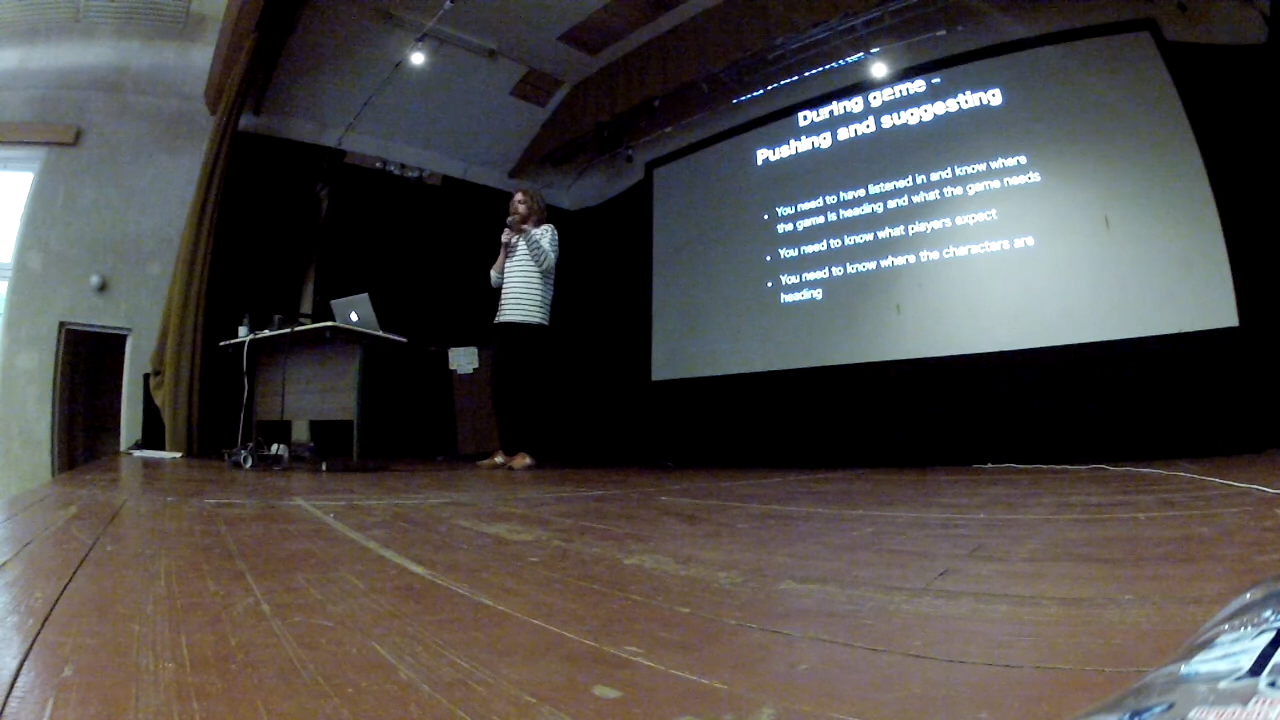 During game -
Pushing and suggesting
• You need to have listened in and know where
the game is heading and what the game needs
• You need to know what players expect
• You need to know where the characters are
heading